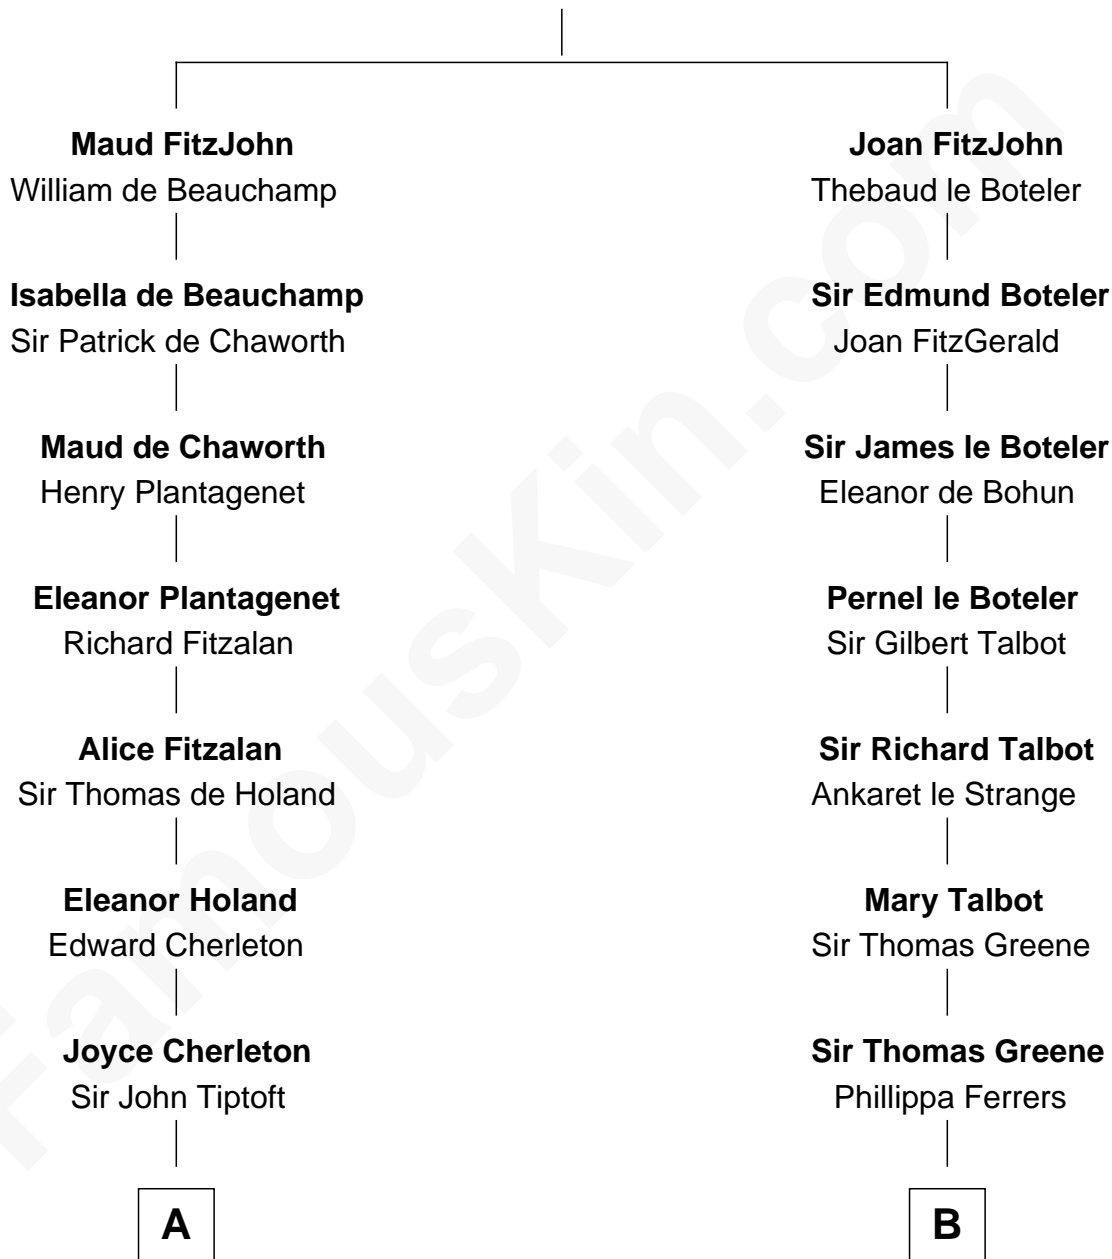 Maud FitzJohn
William de Beauchamp
Isabella de Beauchamp
Sir Patrick de Chaworth
Maud de Chaworth
Henry Plantagenet
Eleanor Plantagenet
Richard Fitzalan
Alice Fitzalan
Sir Thomas de Holand
Eleanor Holand
Edward Cherleton
Joyce Cherleton
Sir John Tiptoft
A
Joan FitzJohn
Thebaud le Boteler
Sir Edmund Boteler
Joan FitzGerald
Sir James le Boteler
Eleanor de Bohun
Pernel le Boteler
Sir Gilbert Talbot
Sir Richard Talbot
Ankaret le Strange
Mary Talbot
Sir Thomas Greene
Sir Thomas Greene
Phillippa Ferrers
B
FamousKin.com